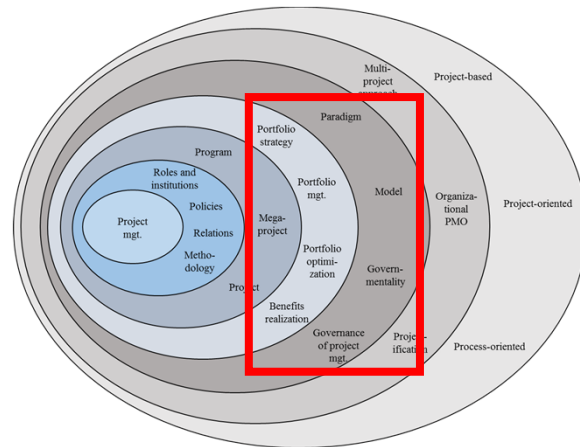 Multi-
project
approach
Project-based
Paradigm
Portfolio
strategy
Program
Roles and
institutions
Portfolio
mgt.
Model
Policies
Organiza-
tional
PMO
Project-oriented
Project
mgt.
Mega-
project
Relations
Metho-
dology
Portfolio
optimi-
zation
Govern-
mentality
Project
Benefits
realization
Governance
of project
mgt.
Project-
ification
Process-oriented